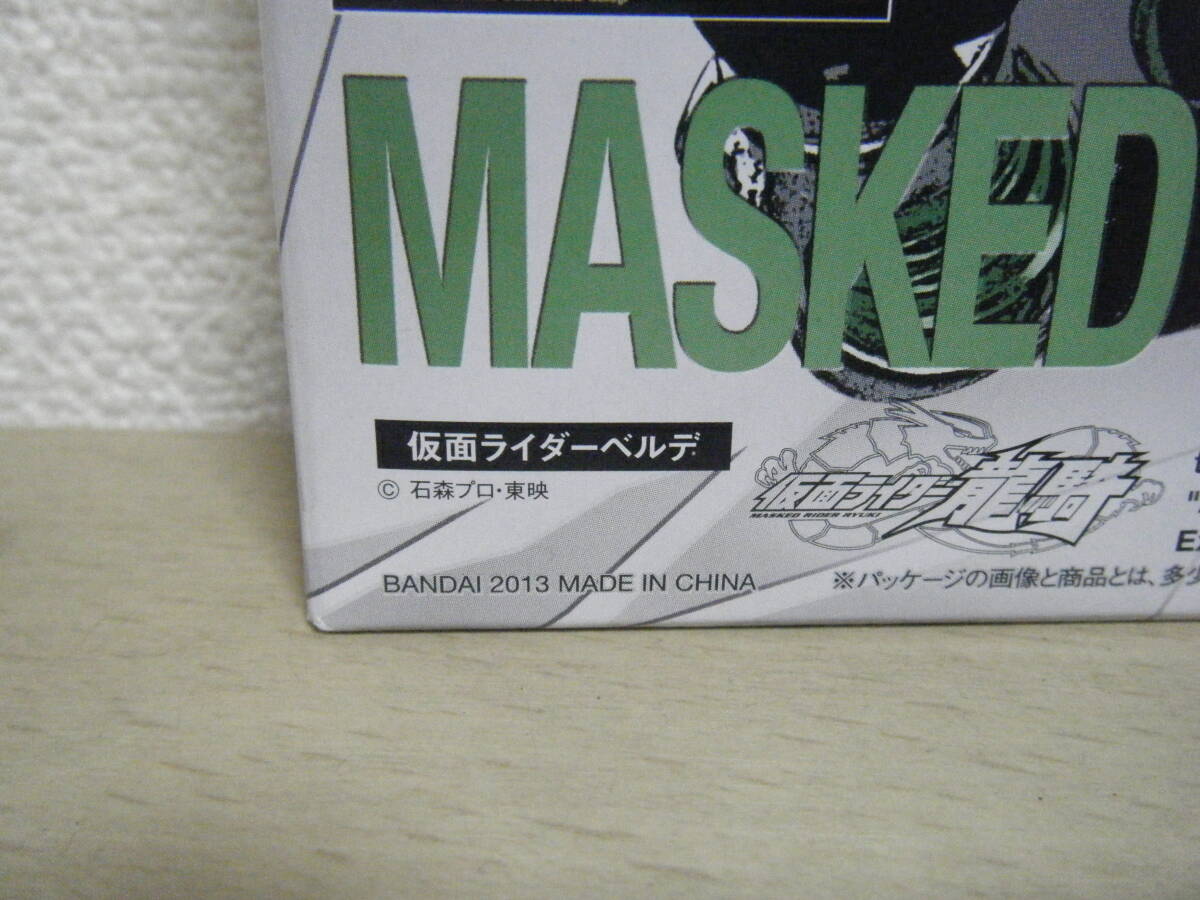 MASKED
仮面ライダーベルデ
© 石森プロ・東映
仮面ライダー龍騎
MASKED RIDER RYUKI
BANDAI 2013 MADE IN CHINA
※パッケージの画像と商品とは、多少